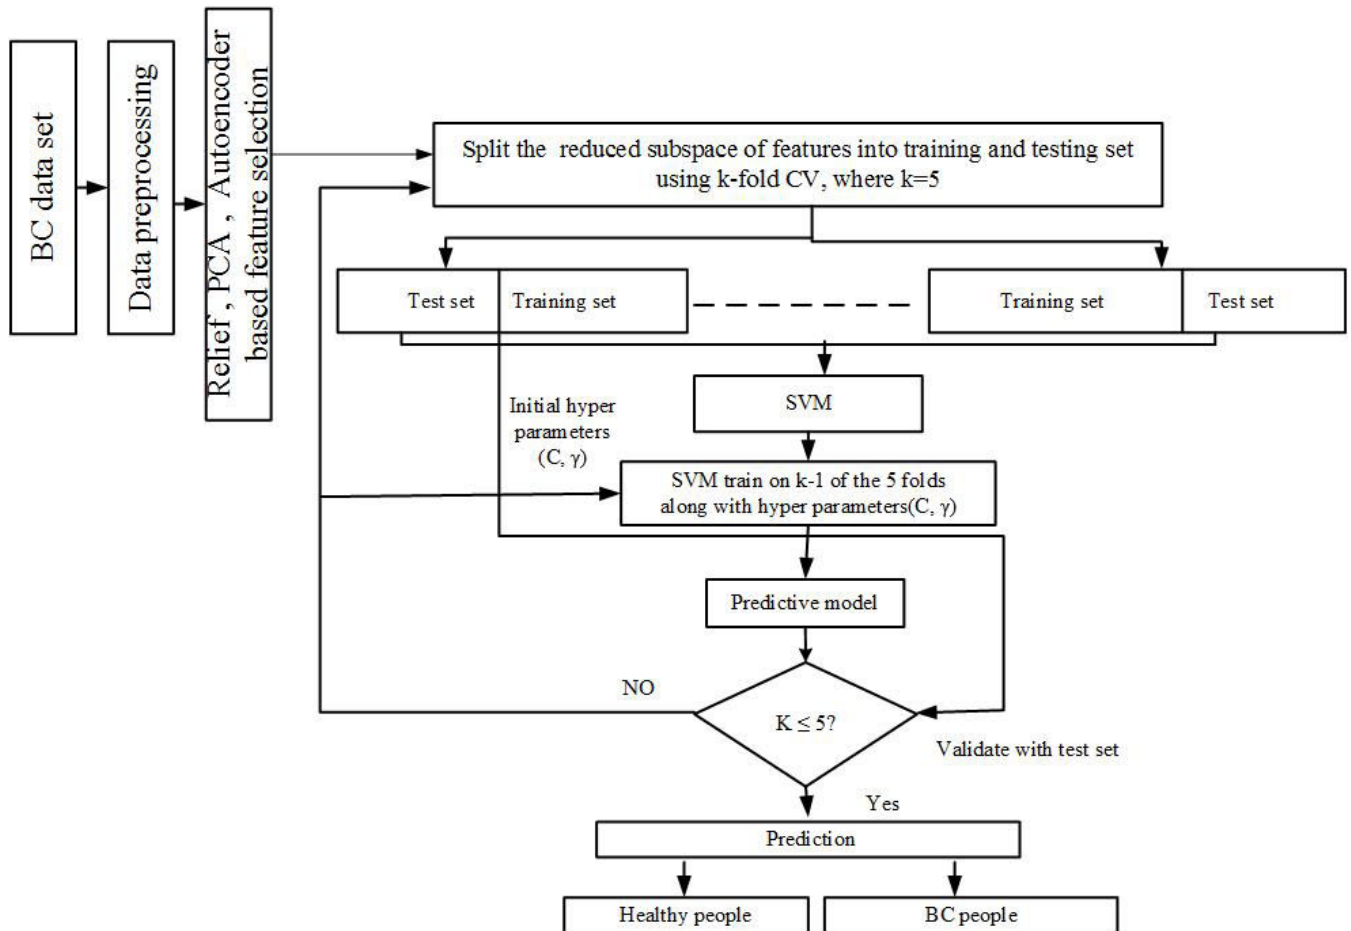 BC data set
Data preprocessing
Relief , PCA , Autoencoder
based feature selection
Split the reduced subspace of features into training and testing set
using k-fold CV, where k=5
Test set
Training set
Training set
Test set
SVM
Initial hyper
parameters
(C, γ)
SVM train on k-1 of the 5 folds
along with hyper parameters(C, γ)
Predictive model
NO
K ≤ 5?
Validate with test set
Yes
Prediction
Healthy people
BC people